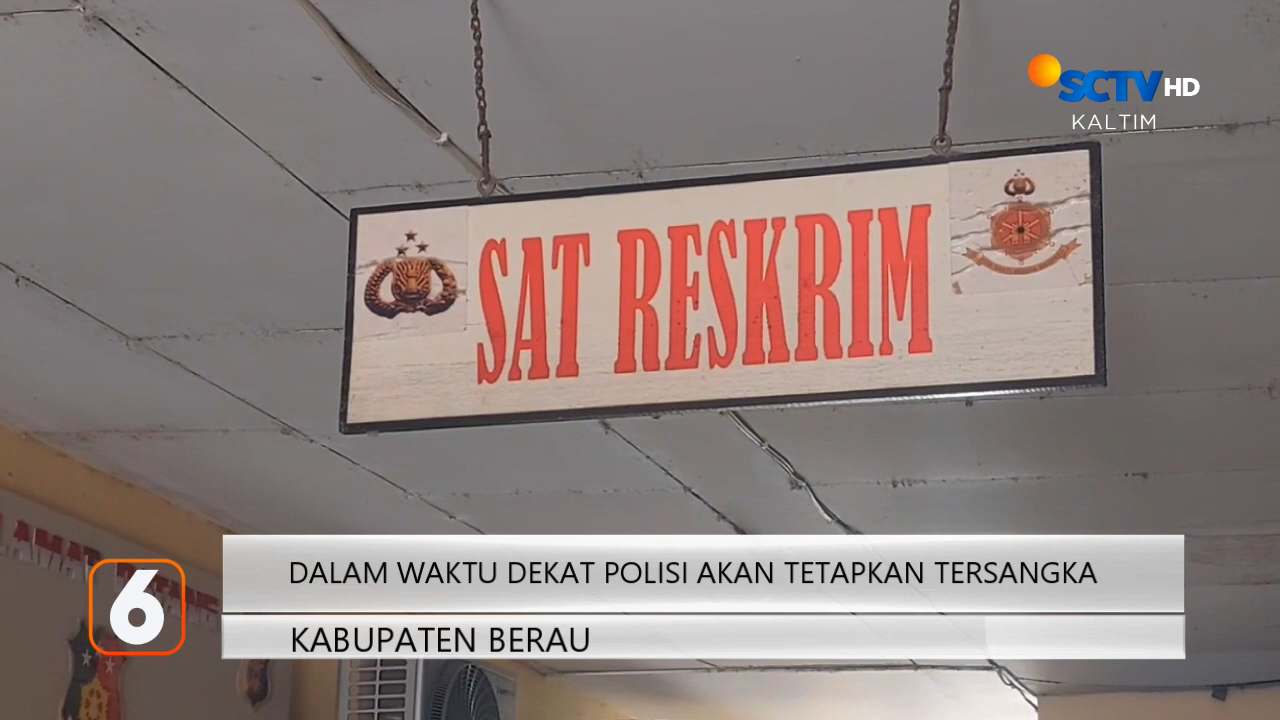 SCTV HD
KALTIM
SAT RESKRIM
6
DALAM WAKTU DEKAT POLISI AKAN TETAPKAN TERSANGKA
KABUPATEN BERAU